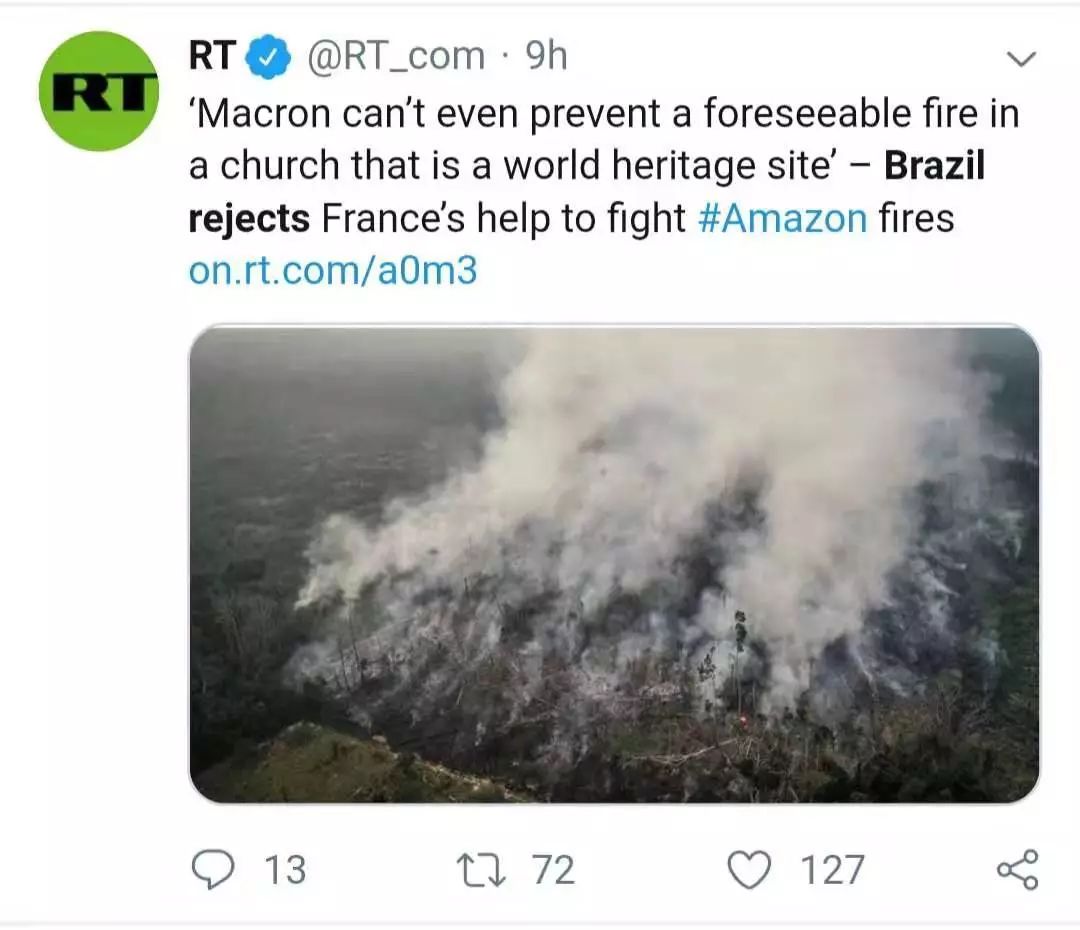 RT
RT @RT_com · 9h
‘Macron can’t even prevent a foreseeable fire in
a church that is a world heritage site’ – Brazil
rejects France’s help to fight #Amazon fires
on.rt.com/a0m3
13 72 127